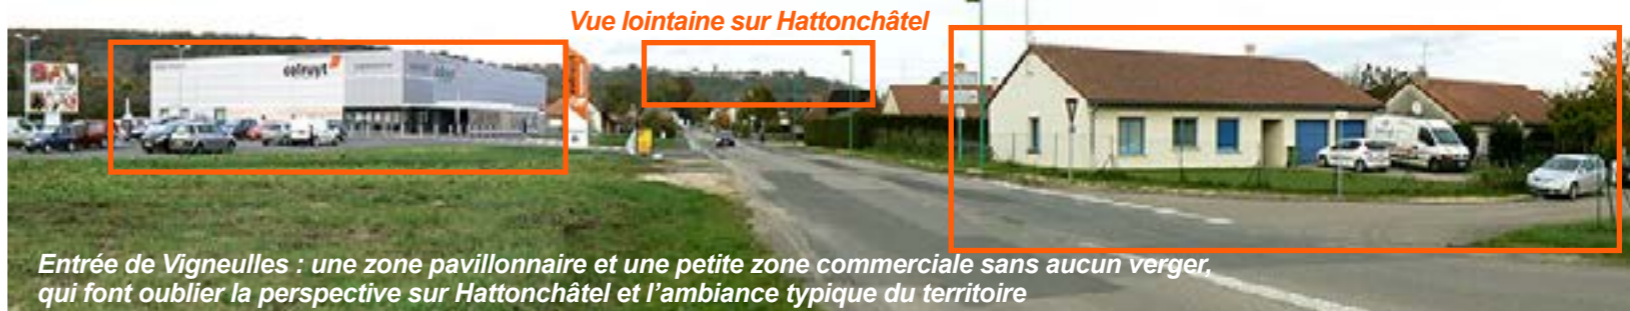 Vue lointaine sur Hattonchâtel
colruyt
Entrée de Vigneulles : une zone pavillonnaire et une petite zone commerciale sans aucun verger,
qui font oublier la perspective sur Hattonchâtel et l'ambiance typique du territoire